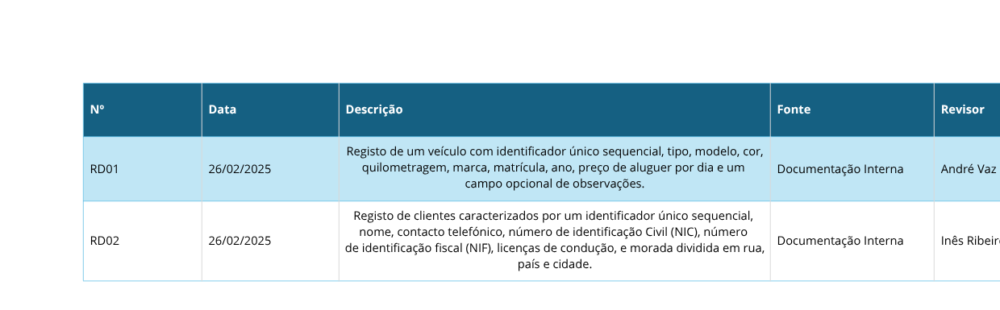 Nº Data Descrição Fonte Revisor
Registo de um veículo com identificador único sequencial, tipo, modelo, cor,
RD01 26/02/2025 quilometragem, marca, matrícula, ano, preço de aluguer por dia e um Documentação Interna André Vaz
campo opcional de observações.
Registo de clientes caracterizados por um identificador único sequencial,
nome, contacto telefónico, número de identificação Civil (NIC), número
RD02 26/02/2025 de identificação fiscal (NIF), licenças de condução, e morada dividida em rua, Documentação Interna Inês
país e cidade.